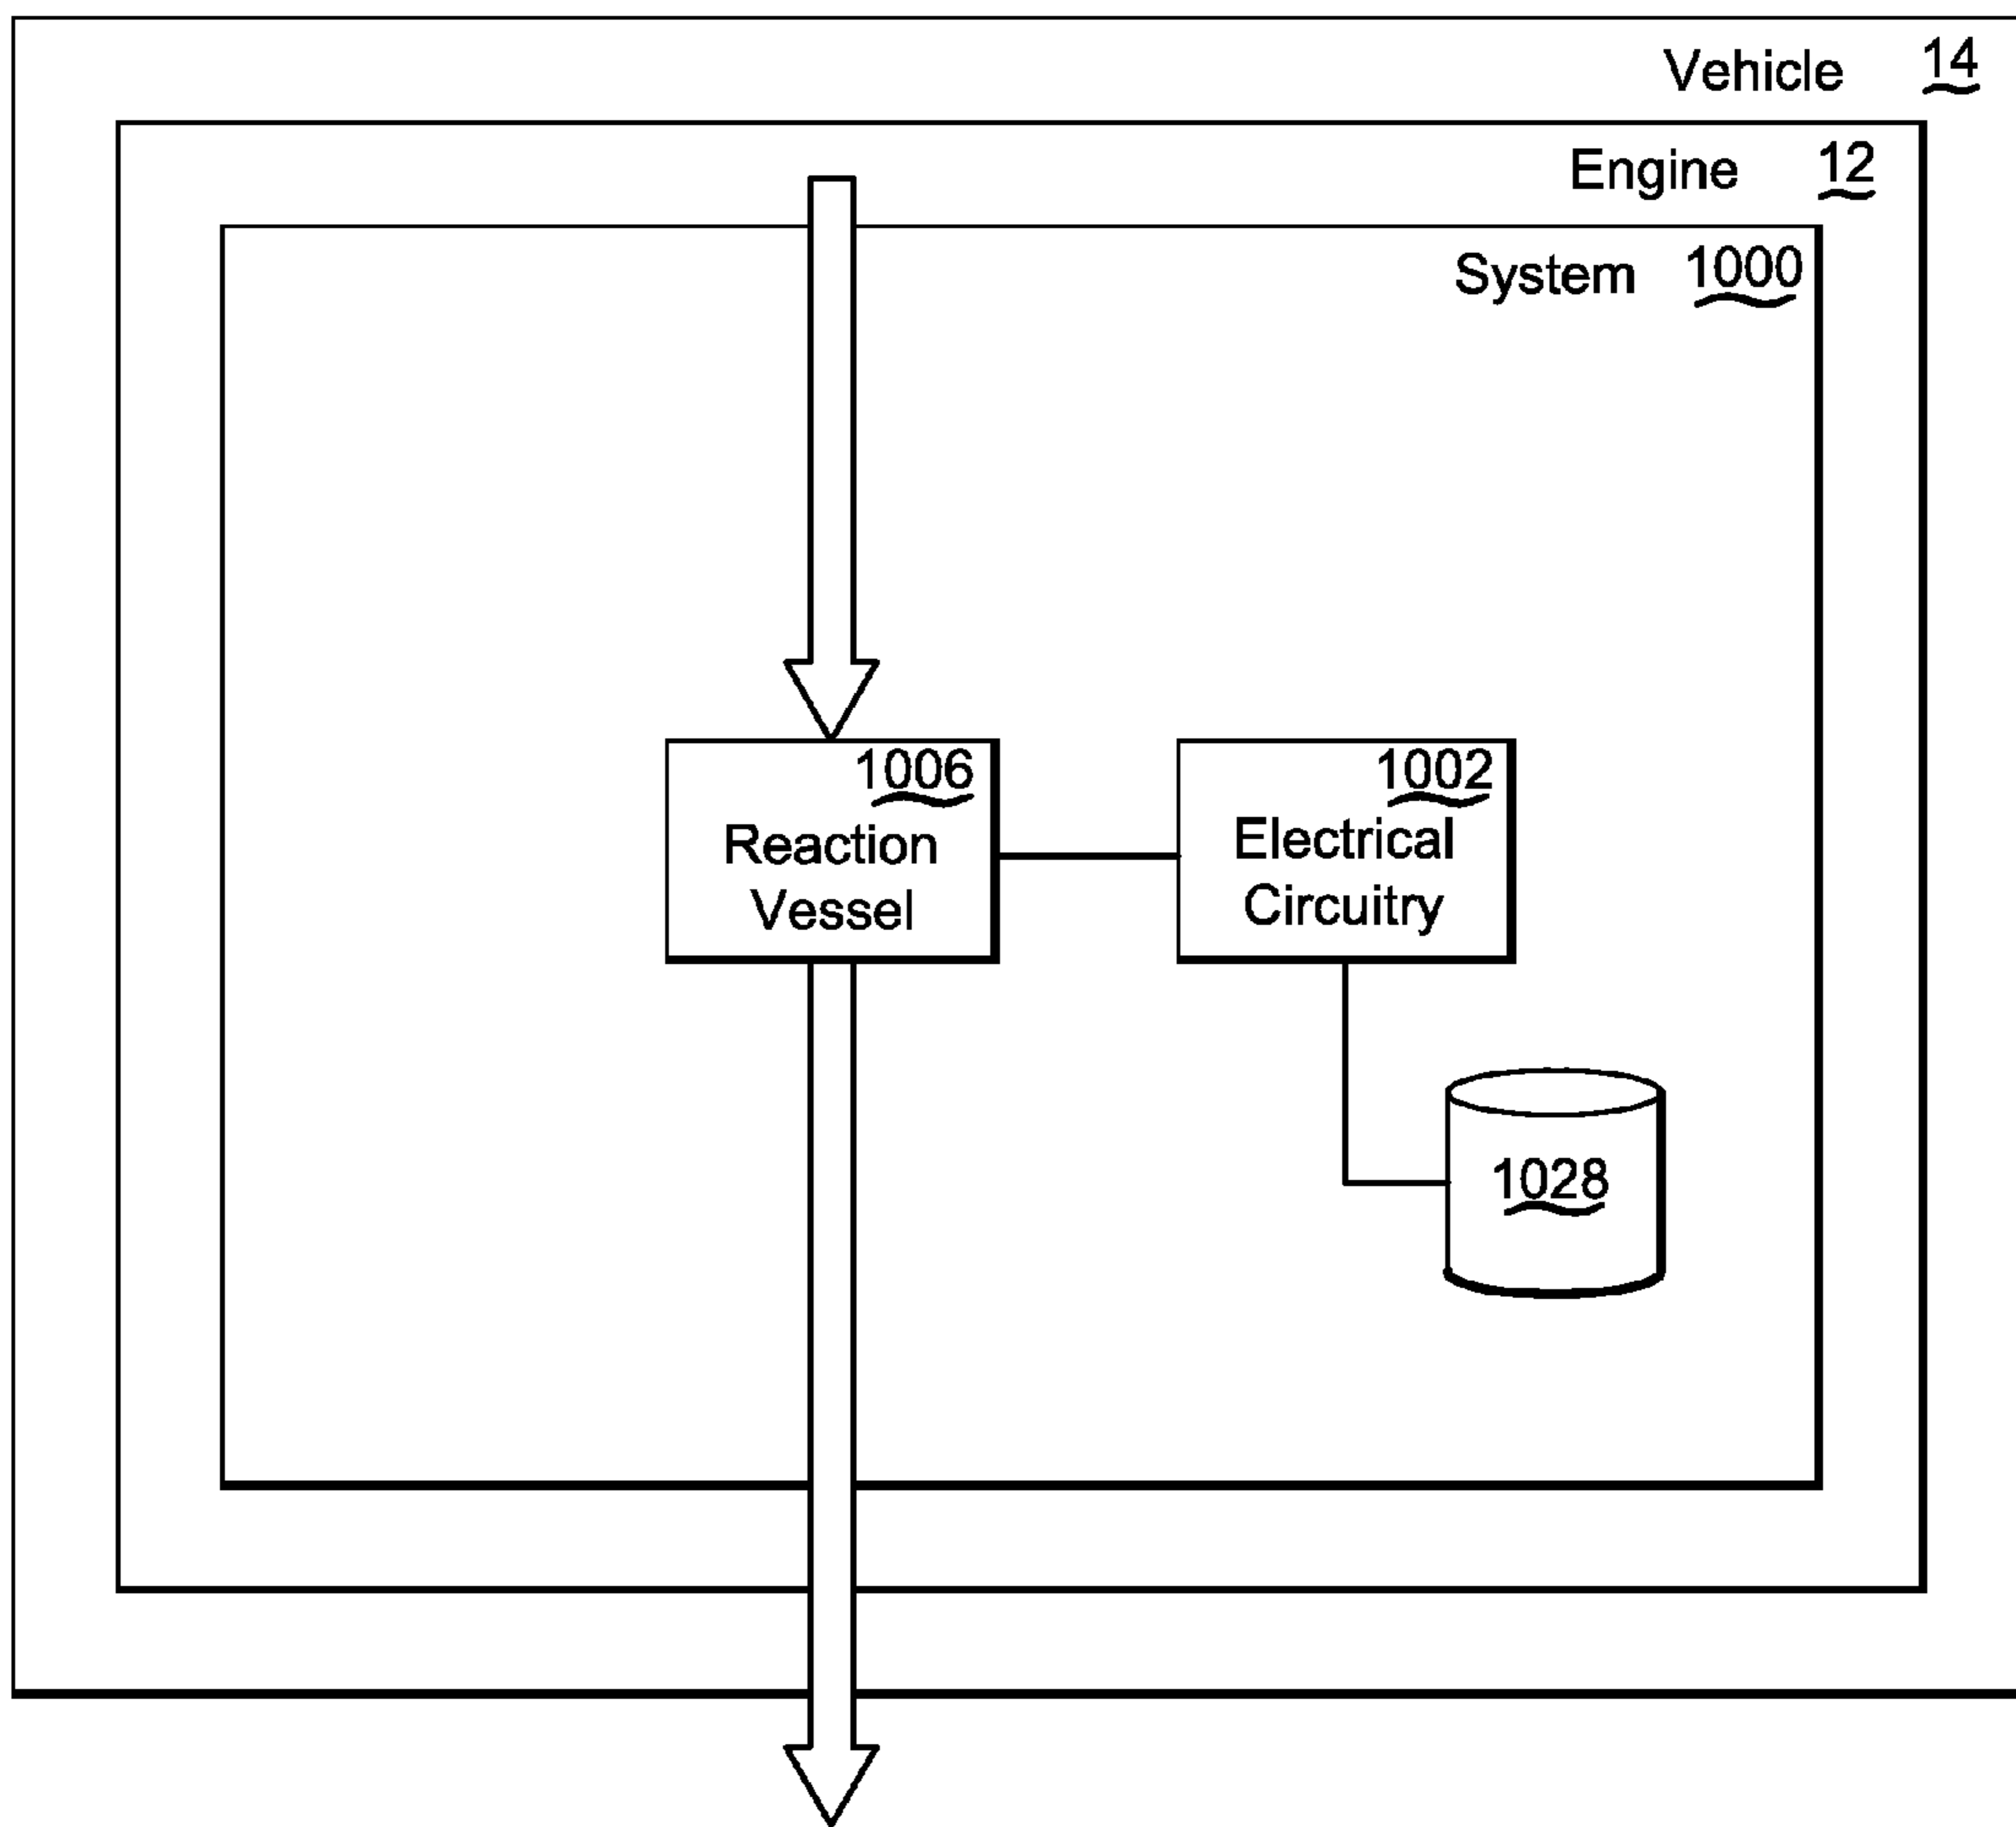 Vehicle 14
Engine 12
System 1000
1006
Reaction
Vessel
1002
Electrical
Circuitry
1028